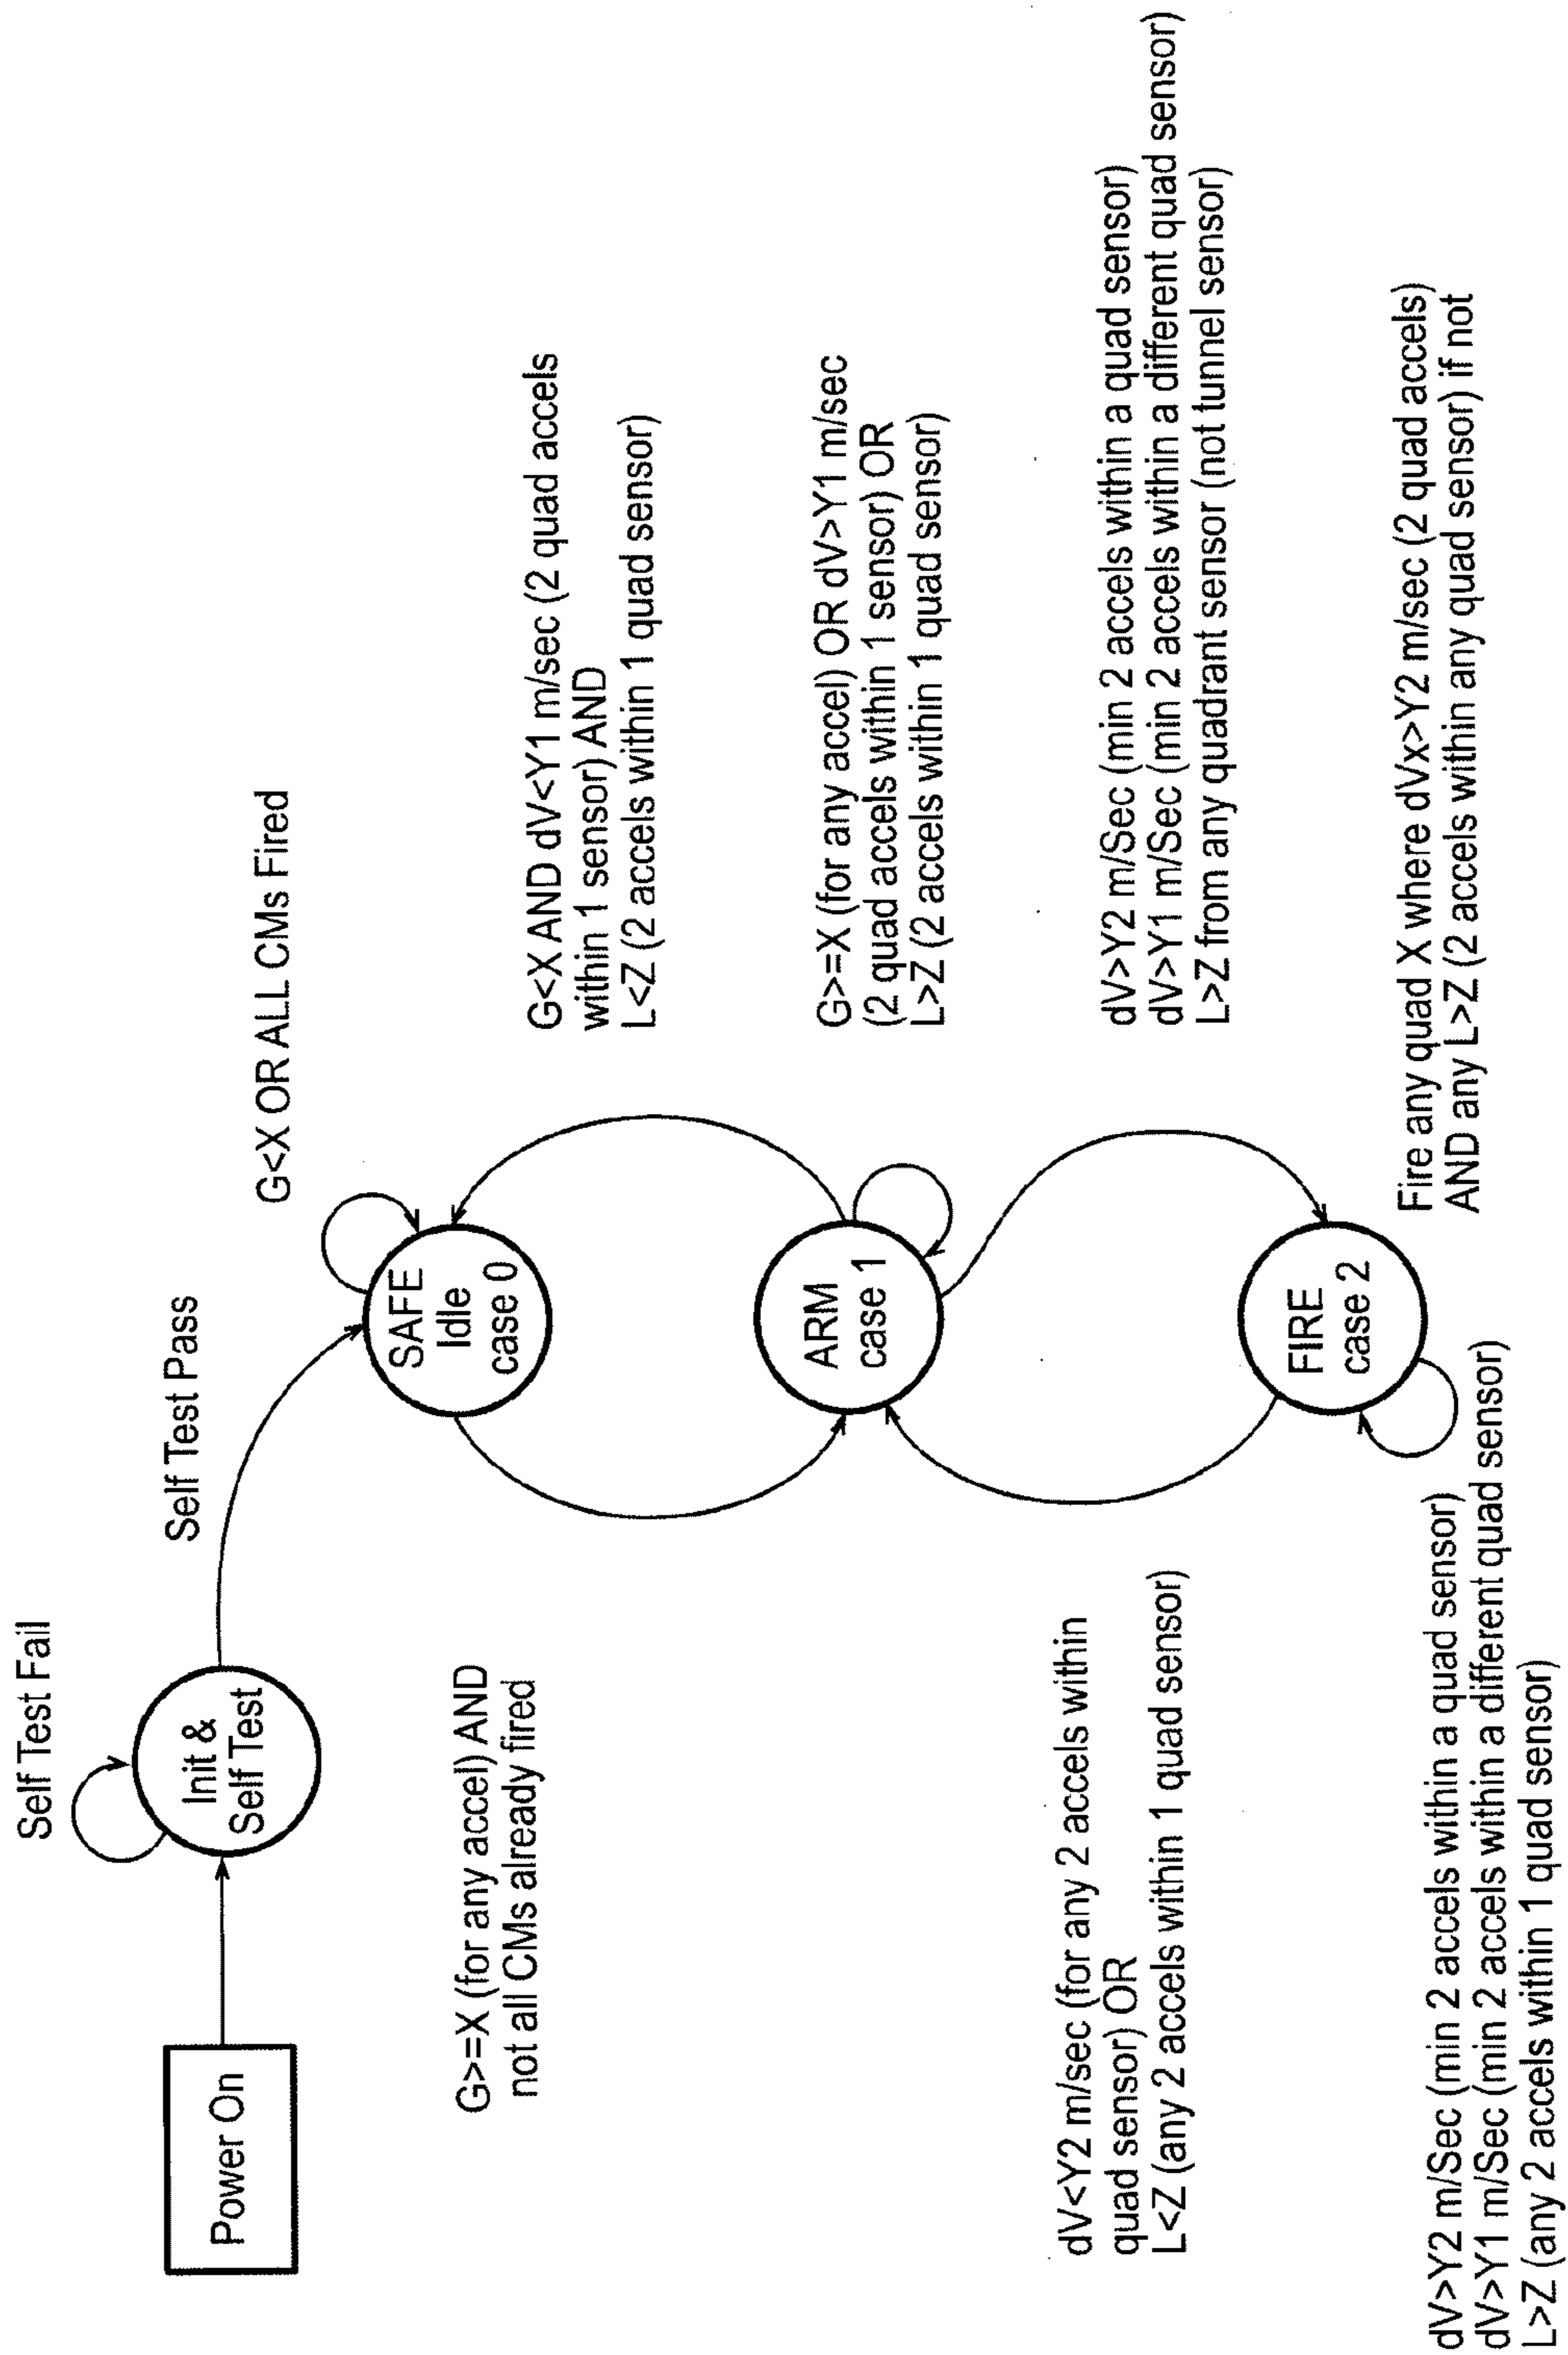 Power On
Self Test Fail
Init &
Self Test
Self Test Pass
G<X OR ALL CMs Fired
SAFE
Idle
case 0
G>=X (for any accel) AND
not all CMs already fired
G<X AND dV<Y1 m/sec (2 quad accels
within 1 sensor) AND
L<Z (2 accels within 1 quad sensor)
ARM
case 1
G>=X (for any accel) OR dV>Y1 m/sec
(2 quad accels within 1 sensor) OR
L>Z (2 accels within 1 quad sensor)
dV<Y2 m/sec (for any 2 accels within
quad sensor) OR
L<Z (any 2 accels within 1 quad sensor)
dV>Y2 m/Sec (min 2 accels within a quad sensor)
dV>Y1 m/Sec (min 2 accels within a different quad sensor)
L>Z from any quadrant sensor (not tunnel sensor)
FIRE
case 2
Fire any quad X where dVx>Y2 m/sec (2 quad accels)
AND any L>Z (2 accels within any quad sensor) if not
dV>Y2 m/Sec (min 2 accels within a quad sensor)
dV>Y1 m/Sec (min 2 accels within a different quad sensor)
L>Z (any 2 accels within 1 quad sensor)